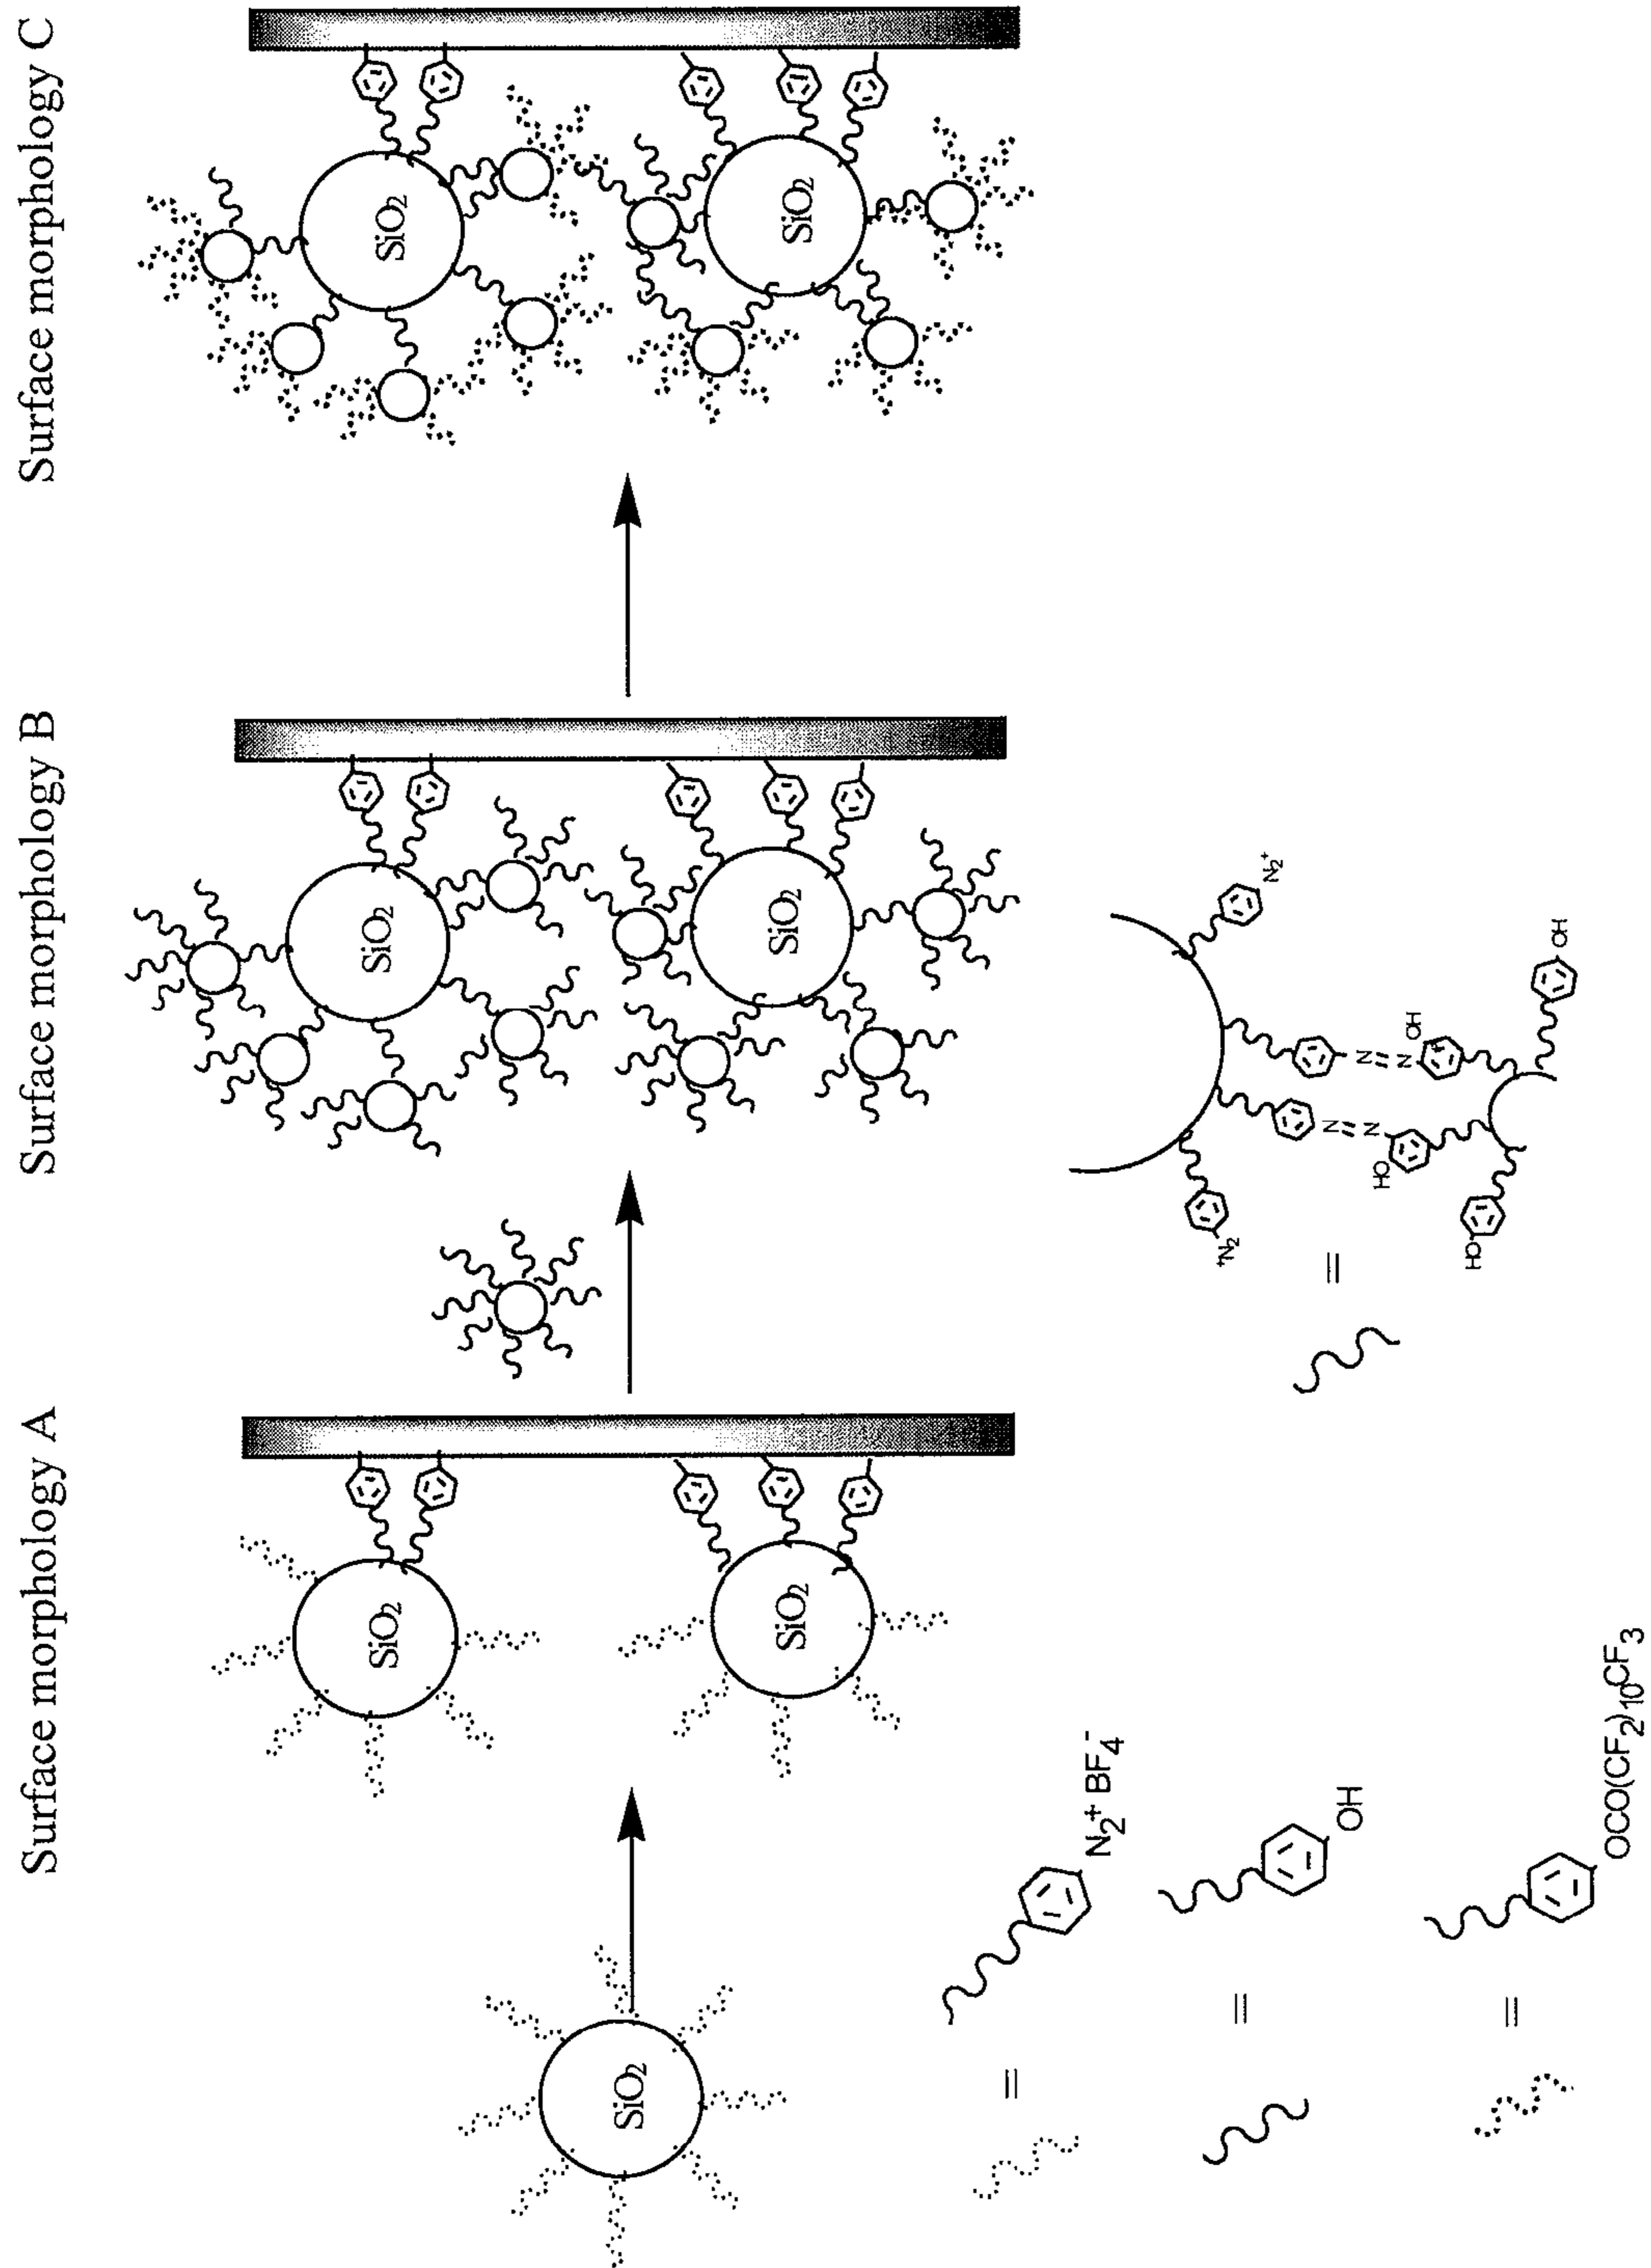 Surface morphology A
Surface morphology B
Surface morphology C
SiO₂
SiO₂
SiO₂
SiO₂
SiO₂
SiO₂
SiO₂
= N₂⁺ BF₄⁻
= OH
= OCO(CF₂)₁₀CF₃
=
⁺N₂
N₂⁺
N=N
N=N
HO
OH
HO
OH